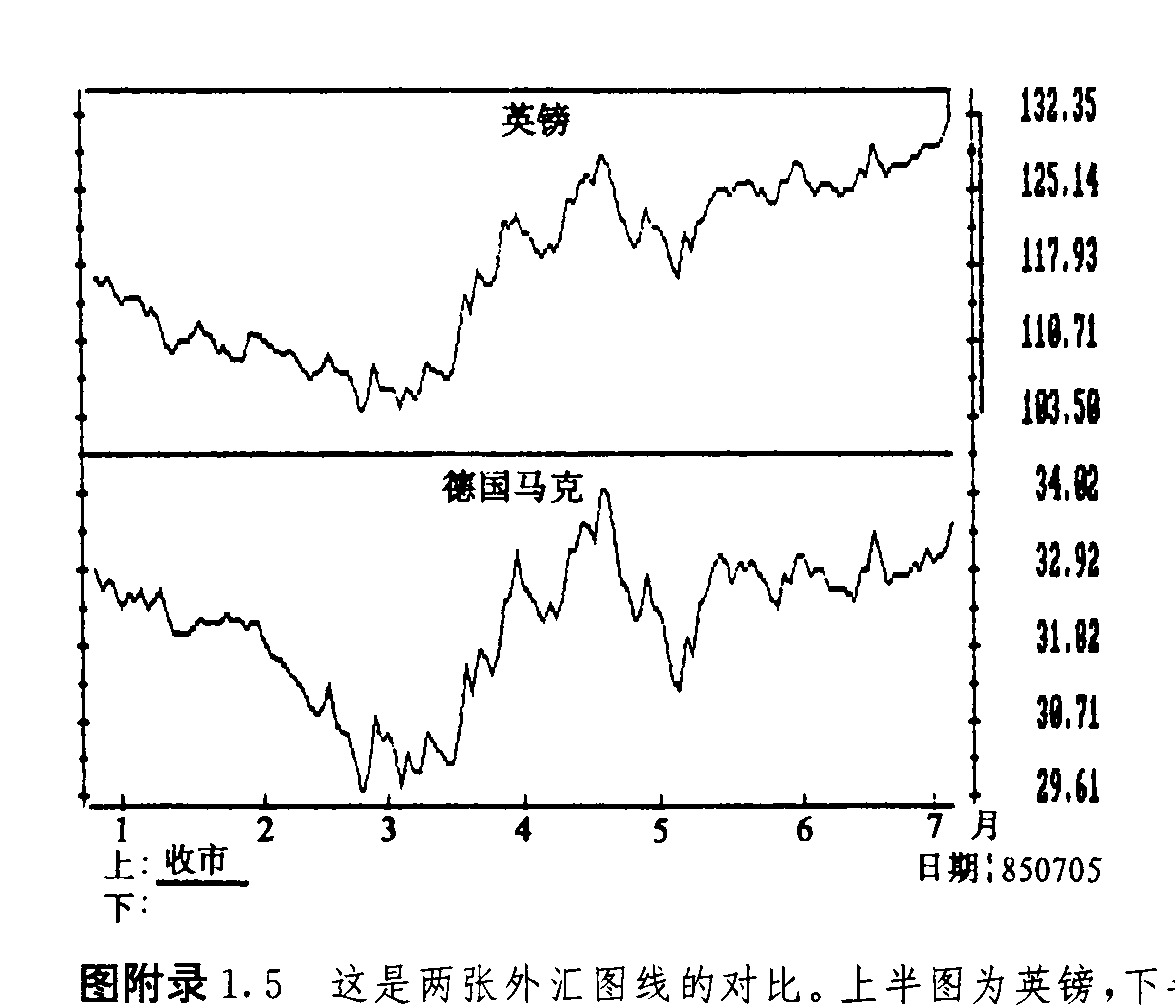 英镑
132.35
125.14
117.93
110.71
103.50
德国马克
34.02
32.92
31.82
30.71
29.61
1 2 3 4 5 6 7 月
上: 收市
日期:850705
下:
图附录1.5 这是两张外汇图线的对比。上半图为英镑,下